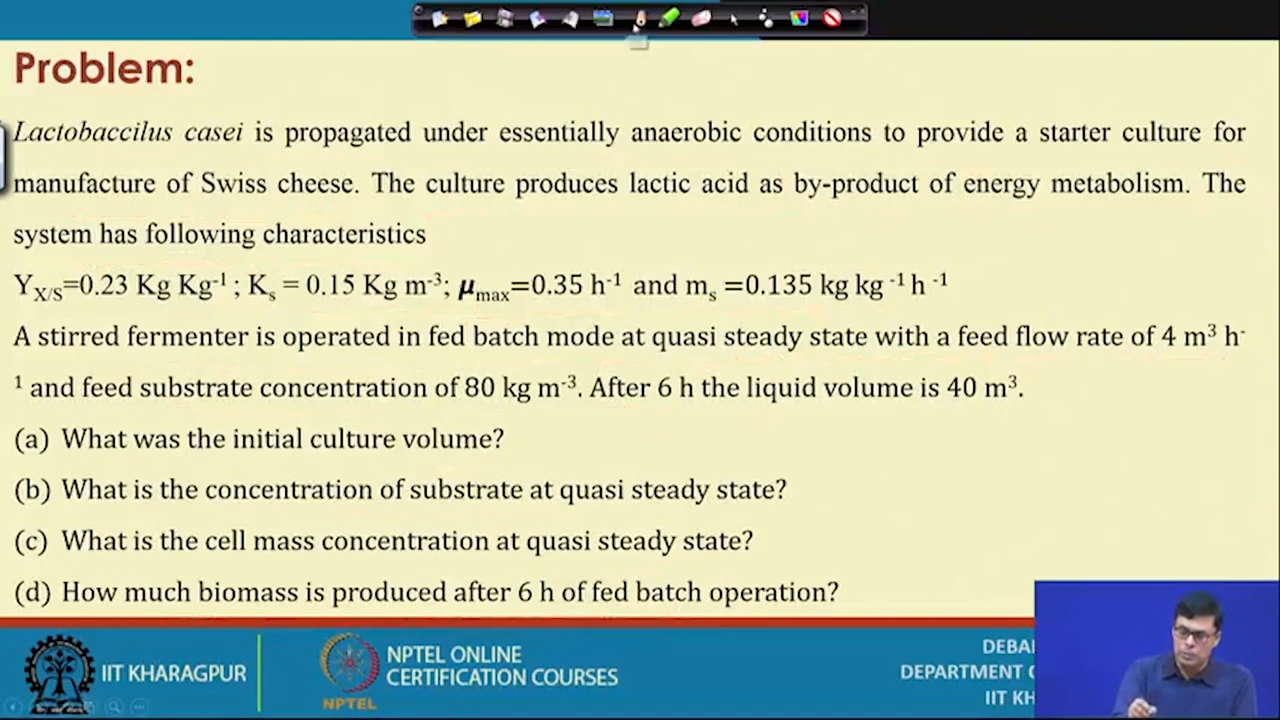 Problem:
Lactobaccilus casei is propagated under essentially anaerobic conditions to provide a starter culture for
manufacture of Swiss cheese. The culture produces lactic acid as by-product of energy metabolism. The
system has following characteristics
Y_X/S=0.23 Kg Kg⁻¹ ; K_s = 0.15 Kg m⁻³; μ_max=0.35 h⁻¹ and m_s =0.135 kg kg ⁻¹ h ⁻¹
A stirred fermenter is operated in fed batch mode at quasi steady state with a feed flow rate of 4 m³ h⁻
¹ and feed substrate concentration of 80 kg m⁻³. After 6 h the liquid volume is 40 m³.
(a) What was the initial culture volume?
(b) What is the concentration of substrate at quasi steady state?
(c) What is the cell mass concentration at quasi steady state?
(d) How much biomass is produced after 6 h of fed batch operation?
IIT KHARAGPUR
NPTEL
NPTEL ONLINE
CERTIFICATION COURSES
DEBA
DEPARTMENT
IIT KH